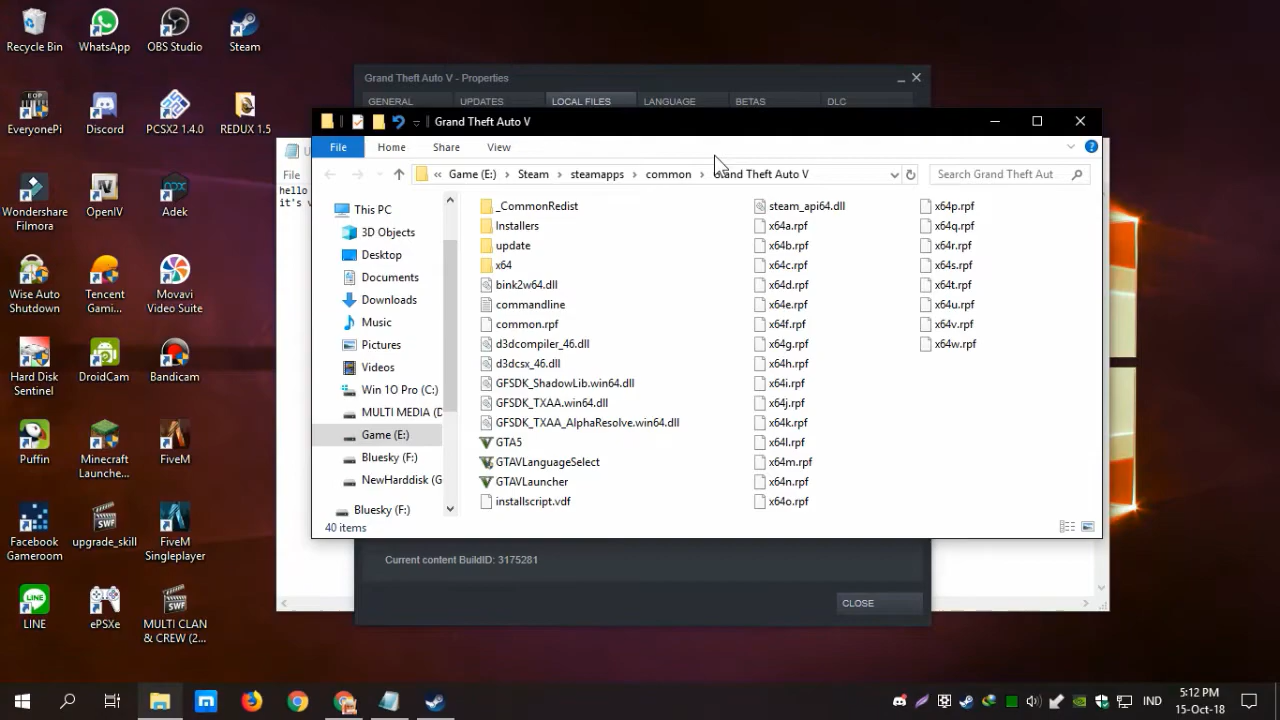 Recycle Bin
WhatsApp
OBS Studio
Steam
EveryonePi
Discord
PCSX2 1.4.0
REDUX 1.5
Wondershare
Filmora
OpenIV
Adek
Wise Auto
Shutdown
Tencent
Gami...
Movavi
Video Suite
Hard Disk
Sentinel
DroidCam
Bandicam
Puffin
Minecraft
Launche...
FiveM
Facebook
Gameroom
upgrade_skill
FiveM
Singleplayer
LINE
ePSXe
MULTI CLAN
& CREW (2...
Grand Theft Auto V - Properties
GENERAL
UPDATES
LOCAL FILES
LANGUAGE
BETAS
DLC
File
hello
it's
Grand Theft Auto V
File
Home
Share
View
« Game (E:) > Steam > steamapps > common > Grand Theft Auto V
Search Grand Theft Aut
This PC
3D Objects
Desktop
Documents
Downloads
Music
Pictures
Videos
Win 10 Pro (C:)
MULTI MEDIA (D
Game (E:)
Bluesky (F:)
NewHarddisk (G
Bluesky (F:)
_CommonRedist
Installers
update
x64
bink2w64.dll
commandline
common.rpf
d3dcompiler_46.dll
d3dcsx_46.dll
GFSDK_ShadowLib.win64.dll
GFSDK_TXAA.win64.dll
GFSDK_TXAA_AlphaResolve.win64.dll
GTA5
GTAVLanguageSelect
GTAVLauncher
installscript.vdf
steam_api64.dll
x64a.rpf
x64b.rpf
x64c.rpf
x64d.rpf
x64e.rpf
x64f.rpf
x64g.rpf
x64h.rpf
x64i.rpf
x64j.rpf
x64k.rpf
x64l.rpf
x64m.rpf
x64n.rpf
x64o.rpf
x64p.rpf
x64q.rpf
x64r.rpf
x64s.rpf
x64t.rpf
x64u.rpf
x64v.rpf
x64w.rpf
40 items
Current content BuildID: 3175281
CLOSE
IND
5:12 PM
15-Oct-18